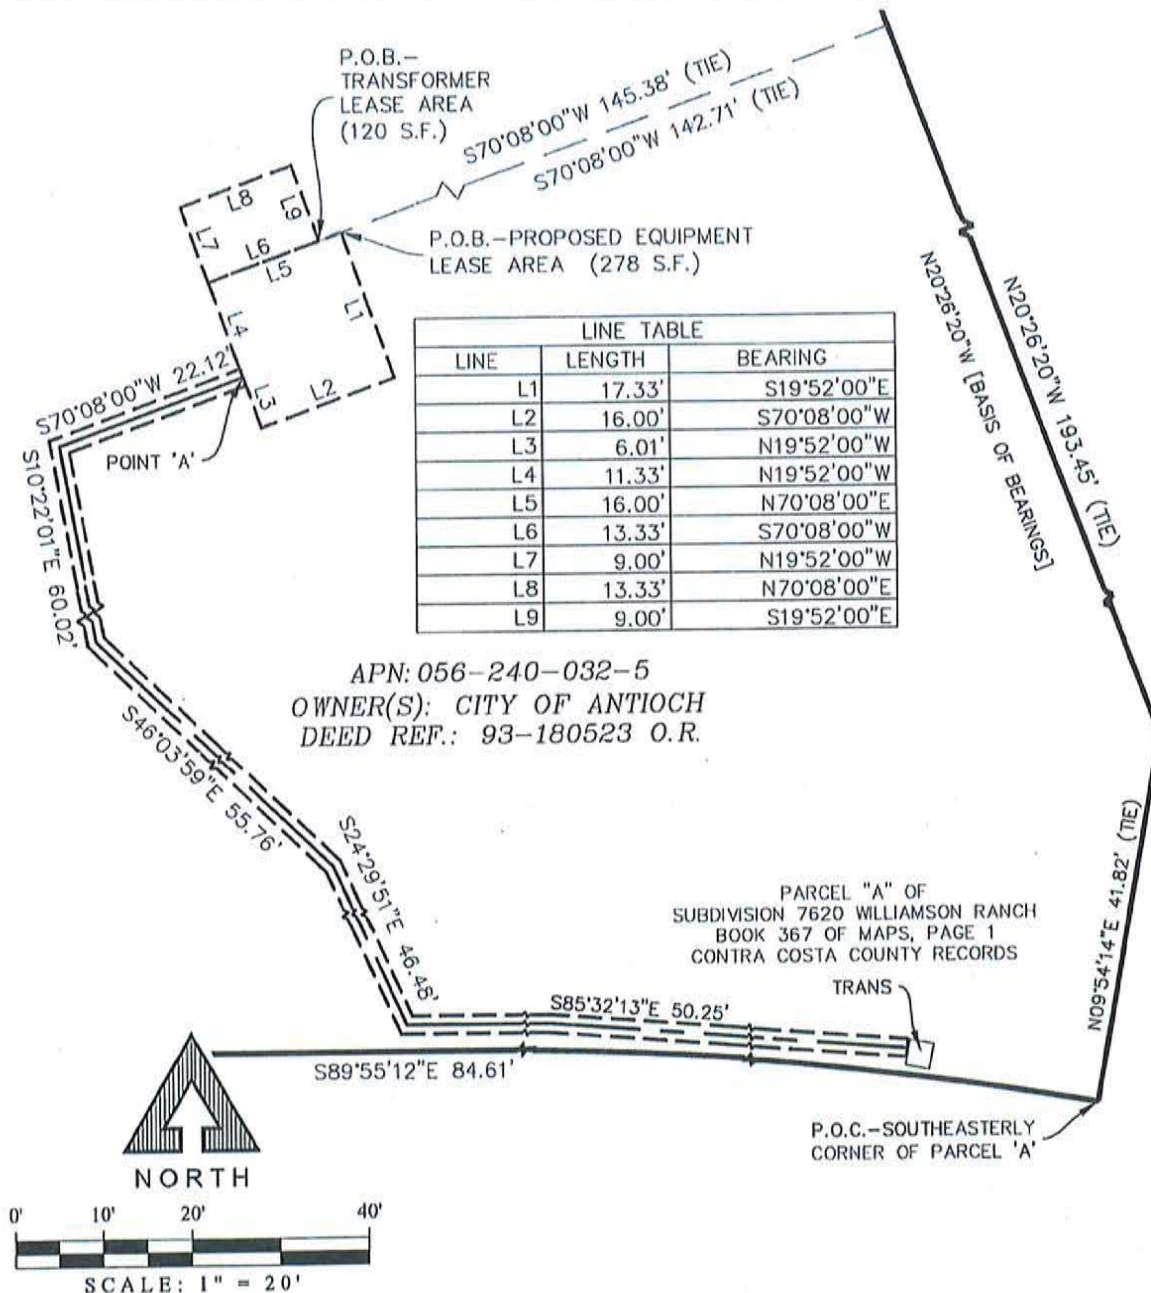 P.O.B.–
TRANSFORMER
LEASE AREA
(120 S.F.)
S70°08'00"W 145.38' (TIE)
S70°08'00"W 142.71' (TIE)
L8
L9
L7
L6
L5
P.O.B.–PROPOSED EQUIPMENT
LEASE AREA (278 S.F.)
L4
L1
L3
L2
N20°26'20"W 193.45' (TIE)
N20°26'20"W [BASIS OF BEARINGS]
S70°08'00"W 22.12'
POINT 'A'
S10°22'01"E 60.02'
LINE TABLE
LINE LENGTH BEARING
L1 17.33' S19°52'00"E
L2 16.00' S70°08'00"W
L3 6.01' N19°52'00"W
L4 11.33' N19°52'00"W
L5 16.00' N70°08'00"E
L6 13.33' S70°08'00"W
L7 9.00' N19°52'00"W
L8 13.33' N70°08'00"E
L9 9.00' S19°52'00"E
APN: 056–240–032–5
OWNER(S): CITY OF ANTIOCH
DEED REF.: 93–180523 O.R.
S46°03'59"E 55.76'
S24°29'51"E 46.48'
N09°54'14"E 41.82' (TIE)
PARCEL "A" OF
SUBDIVISION 7620 WILLIAMSON RANCH
BOOK 367 OF MAPS, PAGE 1
CONTRA COSTA COUNTY RECORDS
TRANS
S85°32'13"E 50.25'
S89°55'12"E 84.61'
P.O.C.–SOUTHEASTERLY
CORNER OF PARCEL 'A'
NORTH
0' 10' 20' 40'
SCALE: 1" = 20'